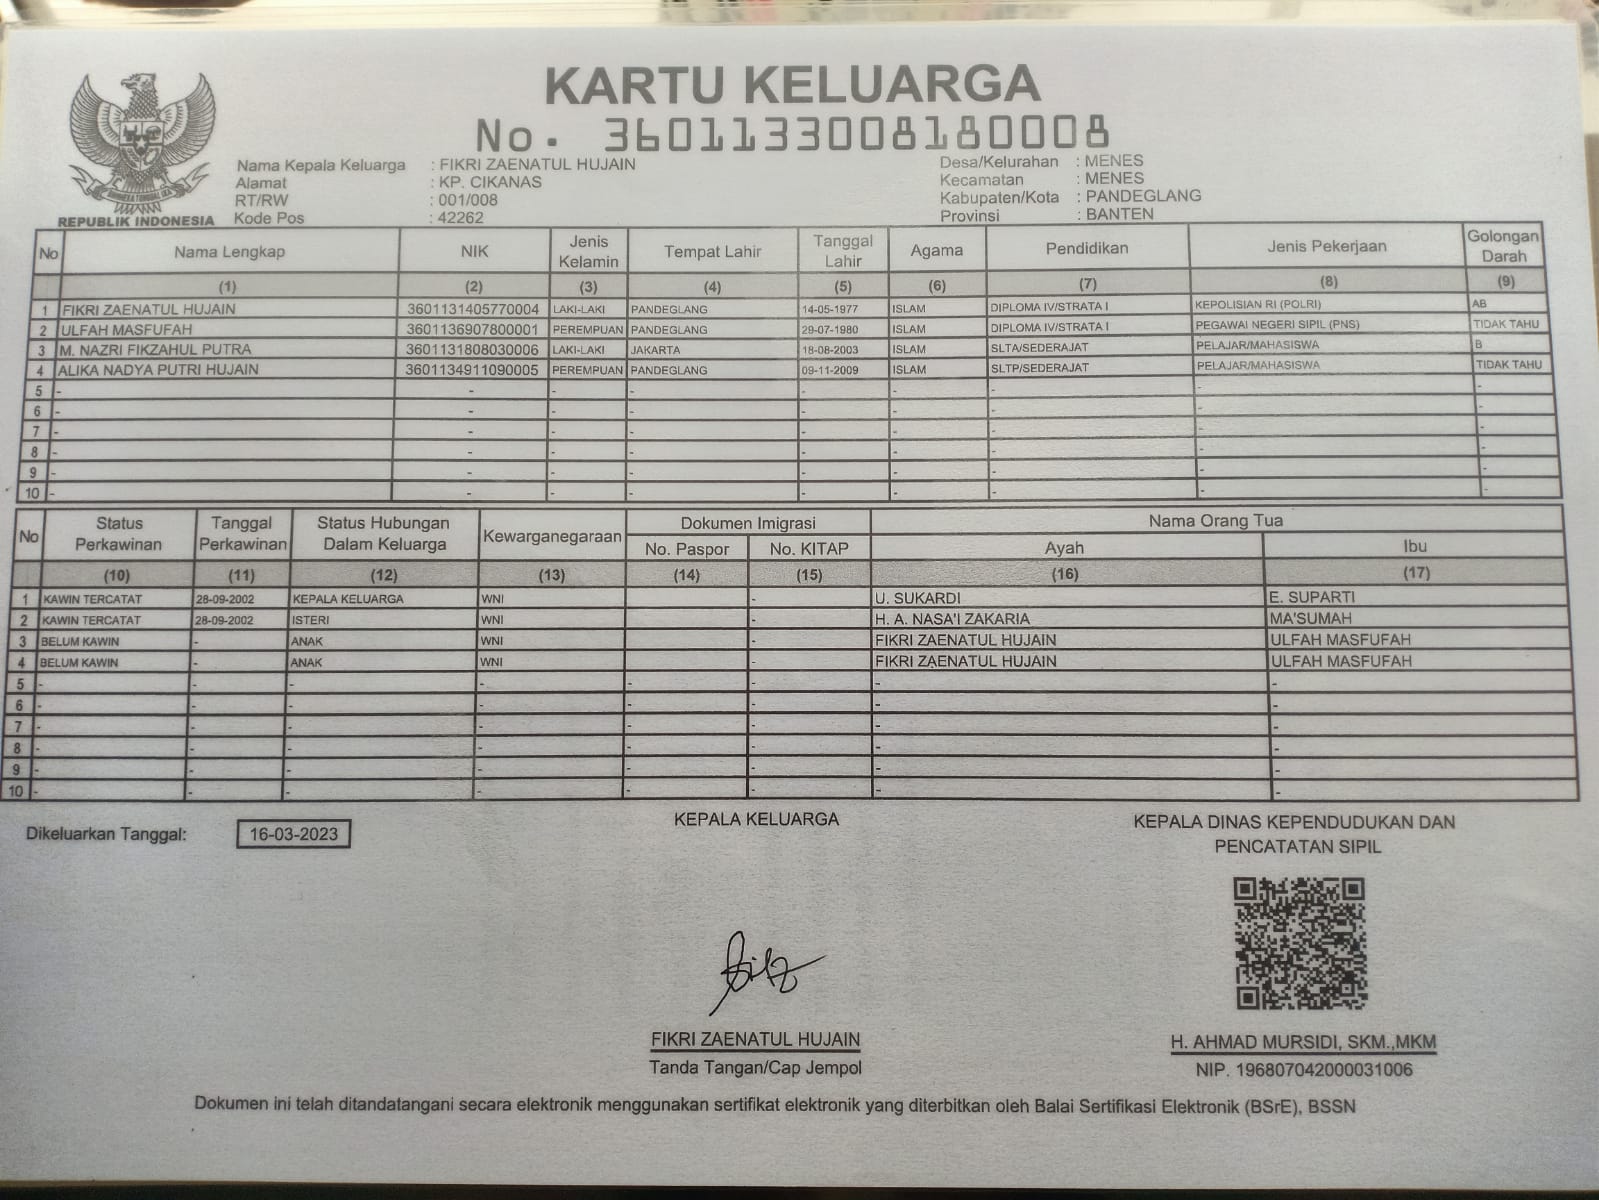 KARTU KELUARGA
No. 3601133008180008
REPUBLIK INDONESIA
Nama Kepala Keluarga : FIKRI ZAENATUL HUJAIN
Alamat : KP. CIKANAS
RT/RW : 001/008
Kode Pos : 42262
Desa/Kelurahan : MENES
Kecamatan : MENES
Kabupaten/Kota : PANDEGLANG
Provinsi : BANTEN
No Nama Lengkap NIK Jenis Kelamin Tempat Lahir Tanggal Lahir Agama Pendidikan Jenis Pekerjaan Golongan Darah
(1) (2) (3) (4) (5) (6) (7) (8) (9)
1 FIKRI ZAENATUL HUJAIN 3601131405770004 LAKI-LAKI PANDEGLANG 14-05-1977 ISLAM DIPLOMA IV/STRATA I KEPOLISIAN RI (POLRI) AB
2 ULFAH MASFUFAH 3601136907800001 PEREMPUAN PANDEGLANG 29-07-1980 ISLAM DIPLOMA IV/STRATA I PEGAWAI NEGERI SIPIL (PNS) TIDAK TAHU
3 M. NAZRI FIKZAHUL PUTRA 3601131808030006 LAKI-LAKI JAKARTA 18-08-2003 ISLAM SLTA/SEDERAJAT PELAJAR/MAHASISWA B
4 ALIKA NADYA PUTRI HUJAIN 3601134911090005 PEREMPUAN PANDEGLANG 09-11-2009 ISLAM SLTP/SEDERAJAT PELAJAR/MAHASISWA TIDAK TAHU
5 - - - - - - - - -
6 - - - - - - - - -
7 - - - - - - - - -
8 - - - - - - - - -
9 - - - - - - - - -
10 - - - - - - - - -
No Status Perkawinan Tanggal Perkawinan Status Hubungan Dalam Keluarga Kewarganegaraan Dokumen Imigrasi Nama Orang Tua
No. Paspor No. KITAP Ayah Ibu
(10) (11) (12) (13) (14) (15) (16) (17)
1 KAWIN TERCATAT 28-09-2002 KEPALA KELUARGA WNI - U. SUKARDI E. SUPARTI
2 KAWIN TERCATAT 28-09-2002 ISTERI WNI - H. A. NASA'I ZAKARIA MA'SUMAH
3 BELUM KAWIN - ANAK WNI - FIKRI ZAENATUL HUJAIN ULFAH MASFUFAH
4 BELUM KAWIN - ANAK WNI - FIKRI ZAENATUL HUJAIN ULFAH MASFUFAH
5 - - - - - - - -
6 - - - - - - - -
7 - - - - - - - -
8 - - - - - - - -
9 - - - - - - - -
10 - - - - - - - -
Dikeluarkan Tanggal: 16-03-2023
KEPALA KELUARGA
FIKRI ZAENATUL HUJAIN
Tanda Tangan/Cap Jempol
KEPALA DINAS KEPENDUDUKAN DAN
PENCATATAN SIPIL
H. AHMAD MURSIDI, SKM.,MKM
NIP. 196807042000031006
Dokumen ini telah ditandatangani secara elektronik menggunakan sertifikat elektronik yang diterbitkan oleh Balai Sertifikasi Elektronik (BSrE), BSSN